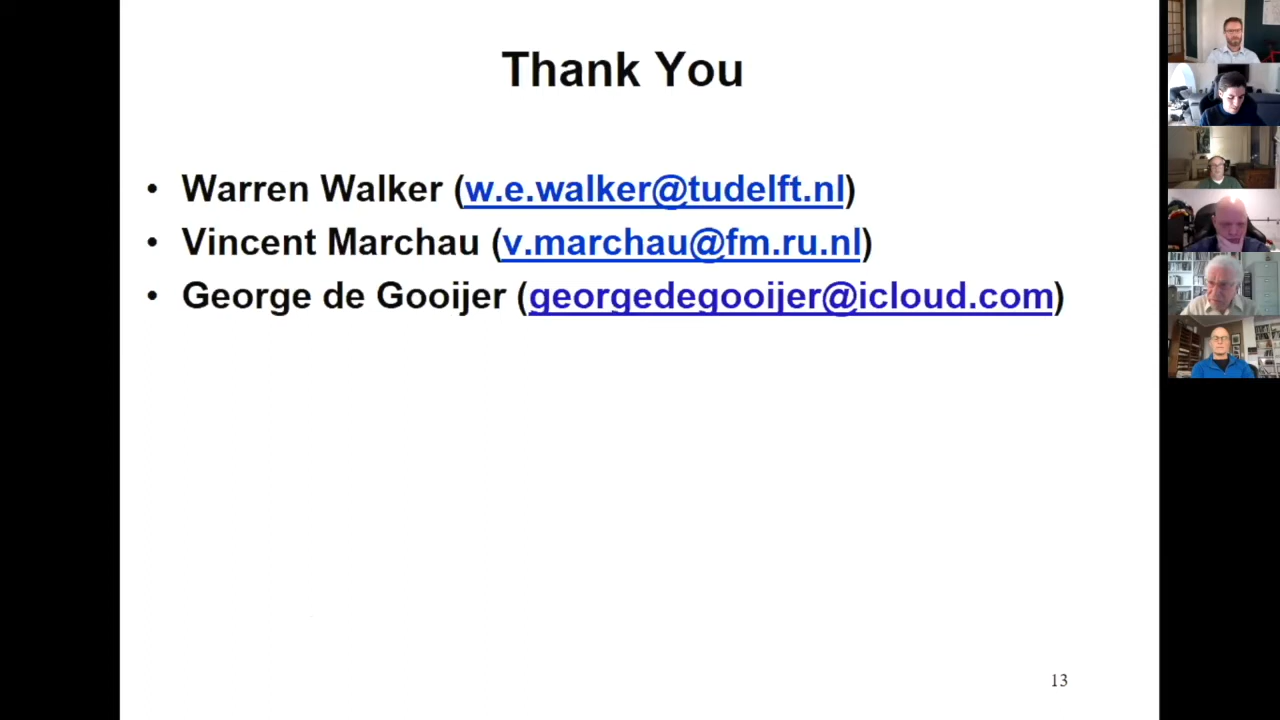 Thank You
• Warren Walker (w.e.walker@tudelft.nl)
• Vincent Marchau (v.marchau@fm.ru.nl)
• George de Gooijer (georgedegooijer@icloud.com)
13